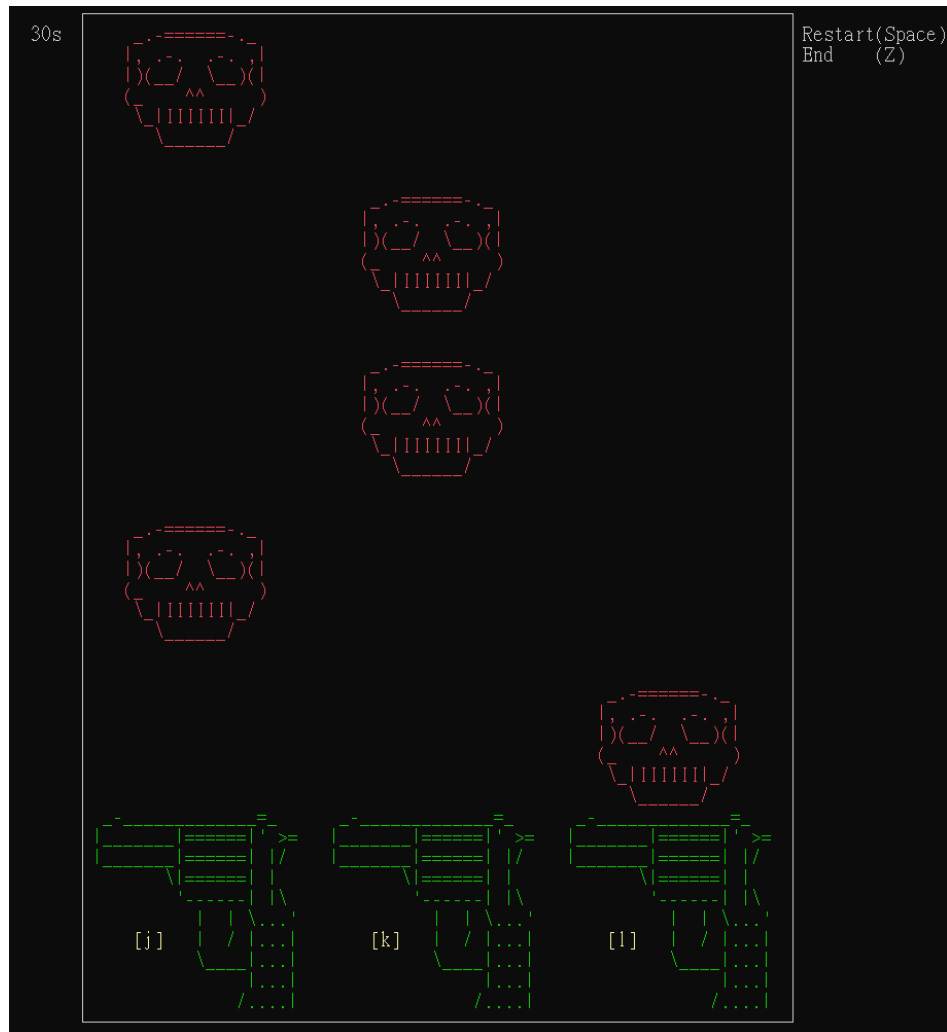 30s
Restart(Space)
End (Z)
[j]
[k]
[l]